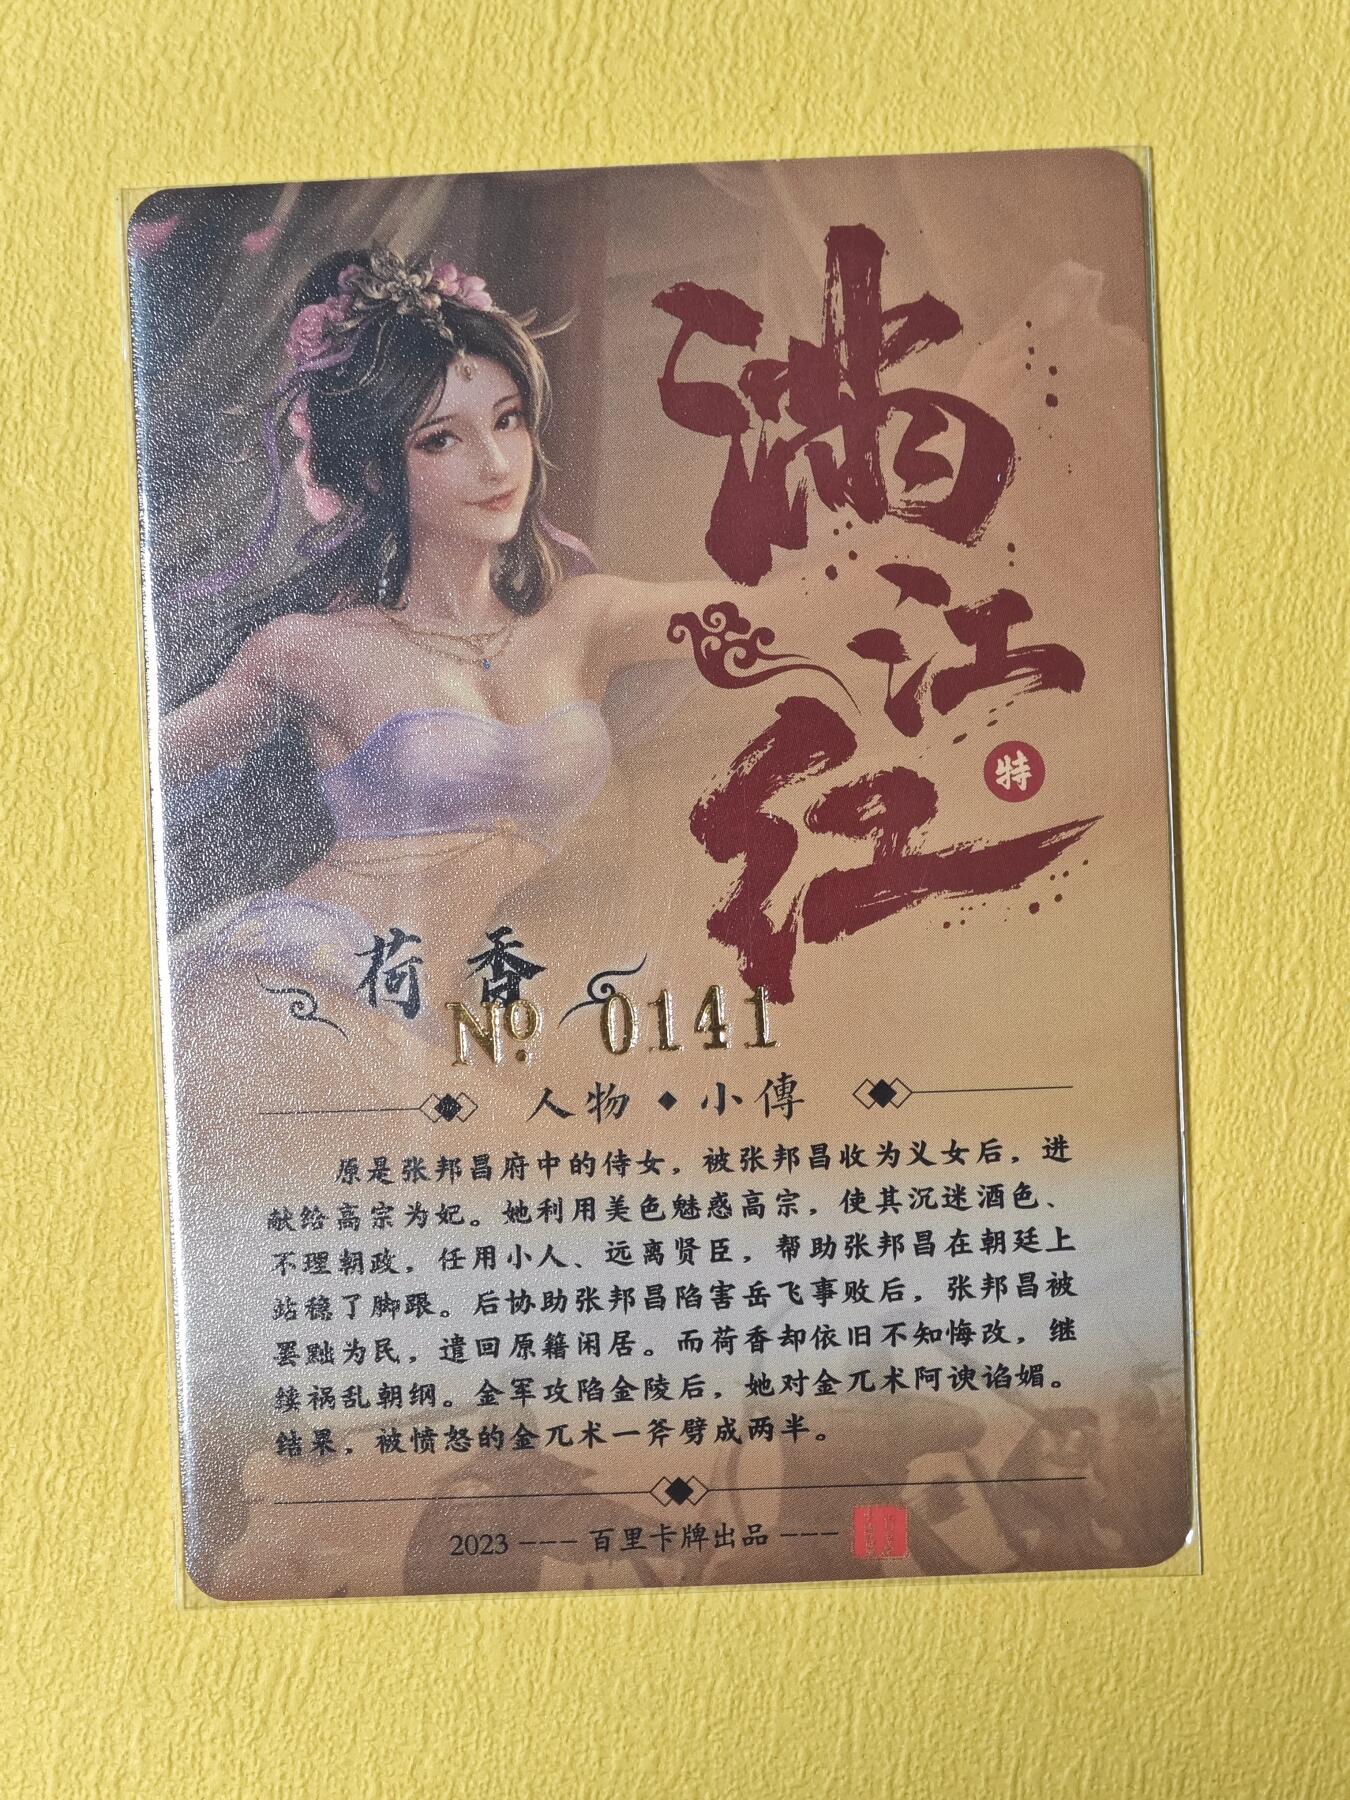 满江红
特
荷香
№ 0141
人物◆小傳
原是张邦昌府中的侍女，被张邦昌收为义女后，进
献给高宗为妃。她利用美色魅惑高宗，使其沉迷酒色、
不理朝政，任用小人、远离贤臣，帮助张邦昌在朝廷上
站稳了脚跟。后协助张邦昌陷害岳飞事败后，张邦昌被
罢黜为民，遣回原籍闲居。而荷香却依旧不知悔改，继
续祸乱朝纲。金军攻陷金陵后，她对金兀术阿谀谄媚。
结果，被愤怒的金兀术一斧劈成两半。
2023 --- 百里卡牌出品 ---